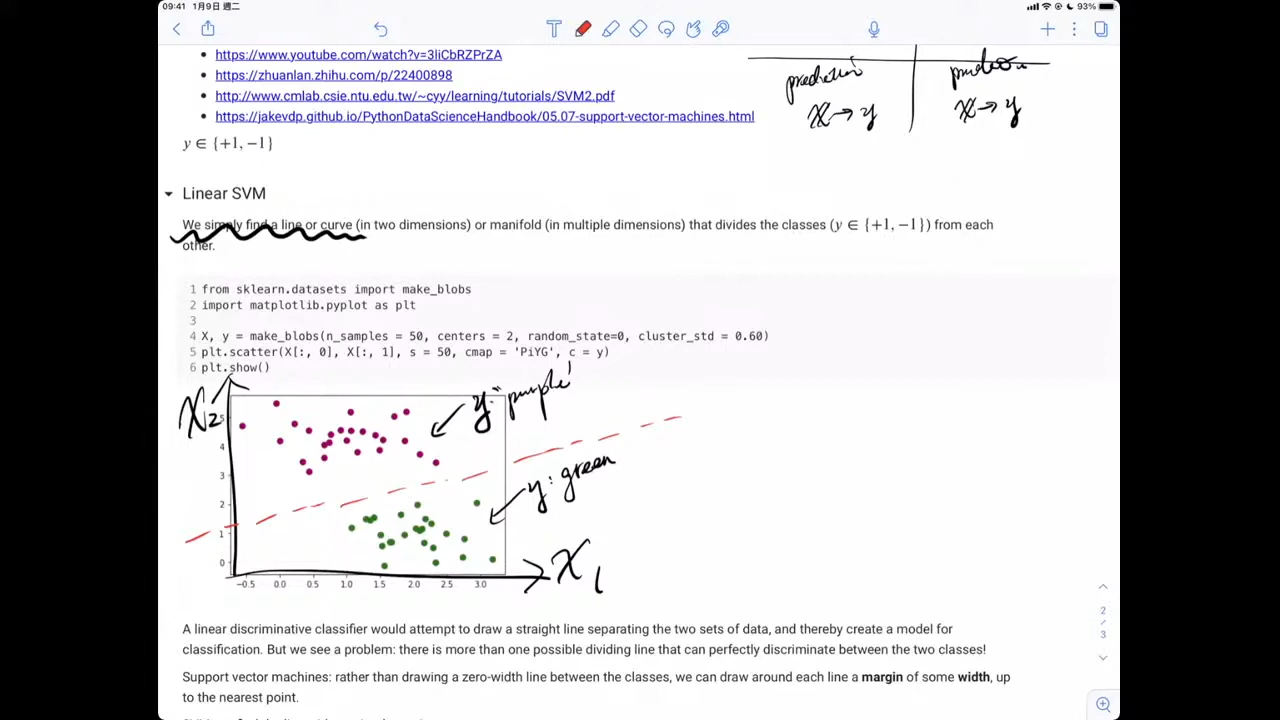 09:41 1月9日 週二
93%
https://www.youtube.com/watch?v=3liCbRZPrZA
https://zhuanlan.zhihu.com/p/22400898
http://www.cmlab.csie.ntu.edu.tw/~cyy/learning/tutorials/SVM2.pdf
https://jakevdp.github.io/PythonDataScienceHandbook/05.07-support-vector-machines.html
prediction
X → y
X → y
y ∈ {+1, −1}
Linear SVM
We simply find a line or curve (in two dimensions) or manifold (in multiple dimensions) that divides the classes (y ∈ {+1, −1}) from each
other.
1 from sklearn.datasets import make_blobs
2 import matplotlib.pyplot as plt
3
4 X, y = make_blobs(n_samples = 50, centers = 2, random_state=0, cluster_std = 0.60)
5 plt.scatter(X[:, 0], X[:, 1], s = 50, cmap = 'PiYG', c = y)
6 plt.show()
X2
y: "purple"
y: green
X1
5
4
3
2
1
0
−0.5 0.0 0.5 1.0 1.5 2.0 2.5 3.0
2
/
3
A linear discriminative classifier would attempt to draw a straight line separating the two sets of data, and thereby create a model for
classification. But we see a problem: there is more than one possible dividing line that can perfectly discriminate between the two classes!
Support vector machines: rather than drawing a zero-width line between the classes, we can draw around each line a margin of some width, up
to the nearest point.